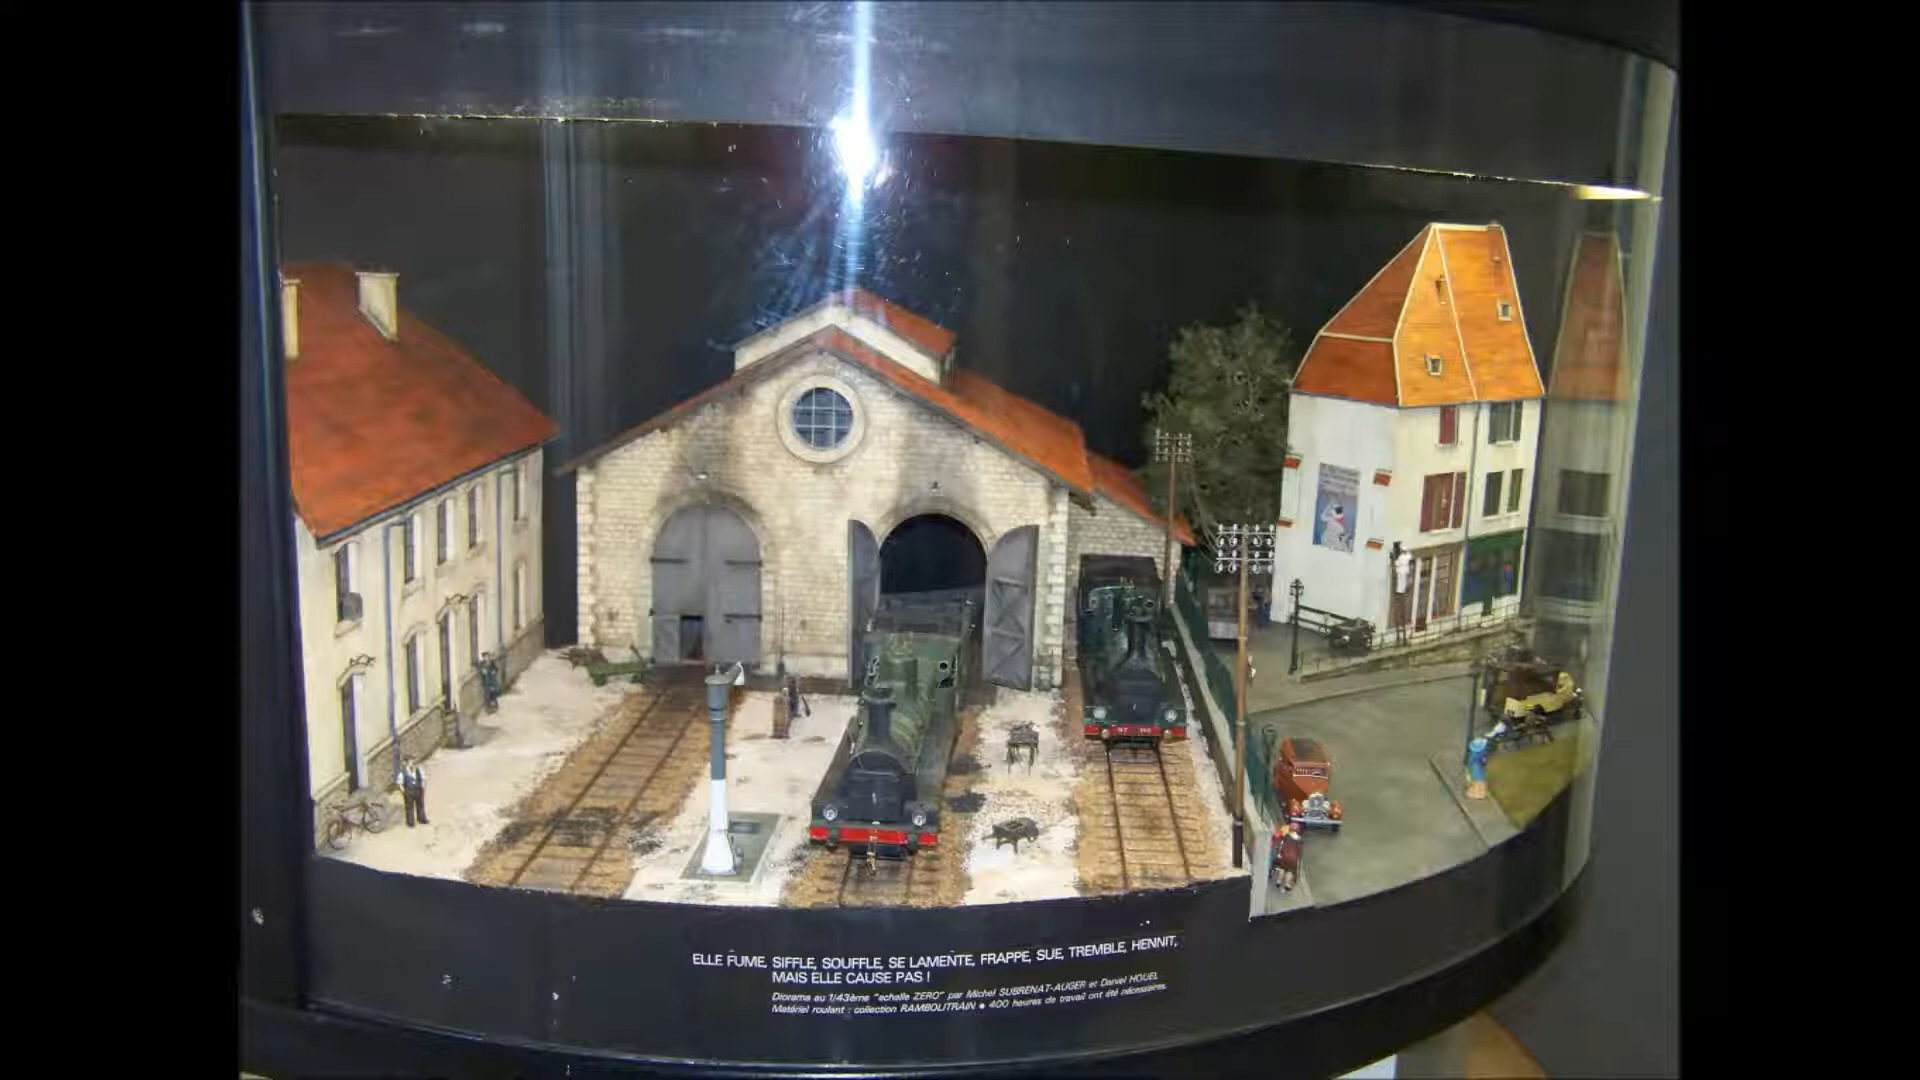 ELLE FUME, SIFFLE, SOUFFLE, SE LAMENTE, FRAPPE, SUE, TREMBLE, HENNIT,
MAIS ELLE CAUSE PAS !
Diorama au 1/43ème "echelle ZERO" par Michel SUBRENAT-AUGER et Daniel HOUEL
Matériel roulant : collection RAMBOLITRAIN ● 400 heures de travail ont été nécessaires.